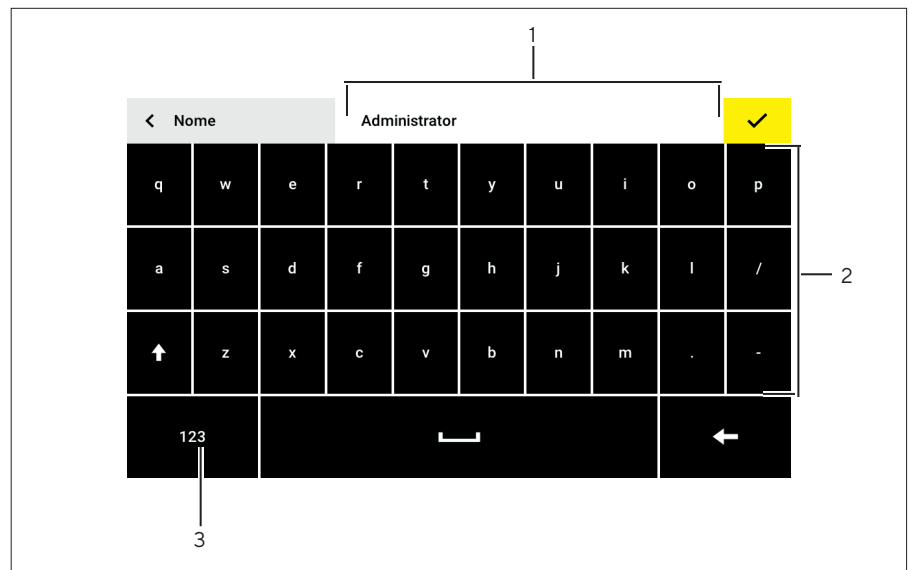 1
Nome Administrator
q w e r t y u i o p
a s d f g h j k l /
2
z x c v b n m . -
123
3